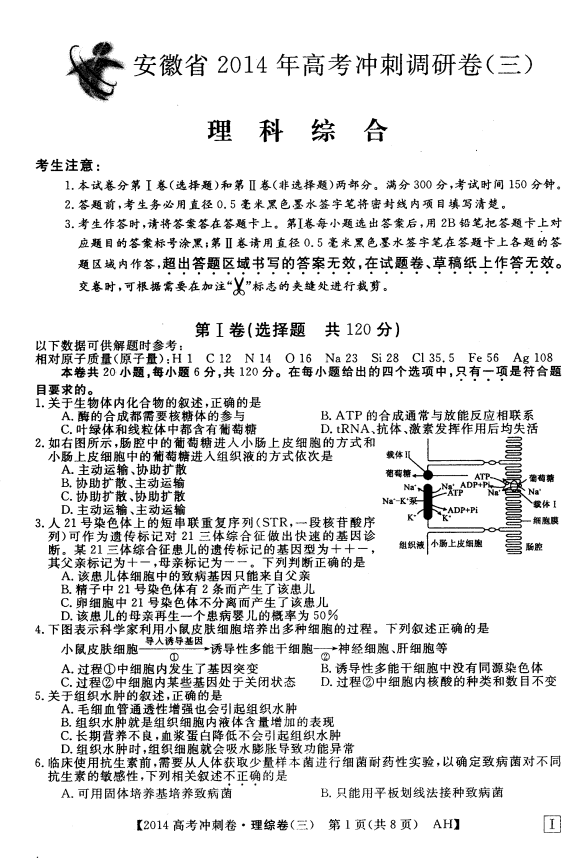 安徽省 2014 年高考冲刺调研卷(三)
理 科 综 合
考生注意:
1.本试卷分第Ⅰ卷(选择题)和第Ⅱ卷(非选择题)两部分。满分300分,考试时间150分钟。
2.答题前,考生务必用直径0.5毫米黑色墨水签字笔将密封线内项目填写清楚。
3.考生作答时,请将答案答在答题卡上。第Ⅰ卷每小题选出答案后,用2B铅笔把答题卡上对
应题目的答案标号涂黑;第Ⅱ卷请用直径0.5毫米黑色墨水签字笔在答题卡上各题的答
题区域内作答,超出答题区域书写的答案无效,在试题卷、草稿纸上作答无效。
交卷时,可根据需要在加注“✂”标志的夹缝处进行裁剪。
第Ⅰ卷(选择题 共120分)
以下数据可供解题时参考:
相对原子质量(原子量):H 1 C 12 N 14 O 16 Na 23 Si 28 Cl 35.5 Fe 56 Ag 108
本卷共20小题,每小题6分,共120分。在每小题给出的四个选项中,只有一项是符合题
目要求的。
1.关于生物体内化合物的叙述,正确的是
A.酶的合成都需要核糖体的参与 B.ATP的合成通常与放能反应相联系
C.叶绿体和线粒体中都含有葡萄糖 D.tRNA、抗体、激素发挥作用后均失活
2.如右图所示,肠腔中的葡萄糖进入小肠上皮细胞的方式和
小肠上皮细胞中的葡萄糖进入组织液的方式依次是
A.主动运输、协助扩散
B.协助扩散、主动运输
C.协助扩散、协助扩散
D.主动运输、主动运输
载体Ⅱ
葡萄糖
Na⁺
Na⁺-K⁺泵
K⁺
Na⁺ ADP+Pi
ATP
ADP+Pi
K⁺
ATP
Na⁺
葡萄糖
Na⁺
载体Ⅰ
细胞膜
组织液 小肠上皮细胞 肠腔
3.人21号染色体上的短串联重复序列(STR,一段核苷酸序
列)可作为遗传标记对21三体综合征做出快速的基因诊
断。某21三体综合征患儿的遗传标记的基因型为++-,
其父亲标记为+-,母亲标记为--。下列判断正确的是
A.该患儿体细胞中的致病基因只能来自父亲
B.精子中21号染色体有2条而产生了该患儿
C.卵细胞中21号染色体不分离而产生了该患儿
D.该患儿的母亲再生一个患病婴儿的概率为50%
4.下图表示科学家利用小鼠皮肤细胞培养出多种细胞的过程。下列叙述正确的是
小鼠皮肤细胞 导入诱导基因 ① →诱导性多能干细胞 ② →神经细胞、肝细胞等
A.过程①中细胞内发生了基因突变 B.诱导性多能干细胞中没有同源染色体
C.过程②中细胞内某些基因处于关闭状态 D.过程②中细胞内核酸的种类和数目不变
5.关于组织水肿的叙述,正确的是
A.毛细血管通透性增强也会引起组织水肿
B.组织水肿就是组织细胞内液体含量增加的表现
C.长期营养不良,血浆蛋白降低不会引起组织水肿
D.组织水肿时,组织细胞就会吸水膨胀导致功能异常
6.临床使用抗生素前,需要从人体获取少量样本菌进行细菌耐药性实验,以确定致病菌对不同
抗生素的敏感性,下列相关叙述不正确的是
A.可用固体培养基培养致病菌 B.只能用平板划线法接种致病菌
【2014高考冲刺卷·理综卷(三) 第1页(共8页) AH】
Ⅰ